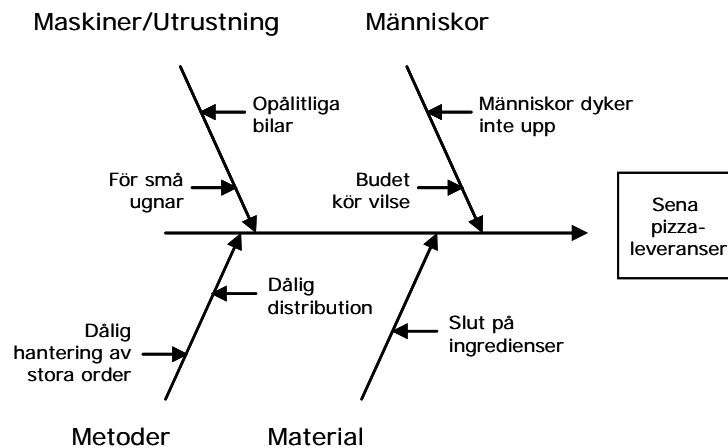 Maskiner/Utrustning
Människor
Opålitliga
bilar
Människor dyker
inte upp
För små
ugnar
Budet
kör vilse
Sena
pizza-
leveranser
Dålig
distribution
Dålig
hantering av
stora order
Slut på
ingredienser
Metoder
Material